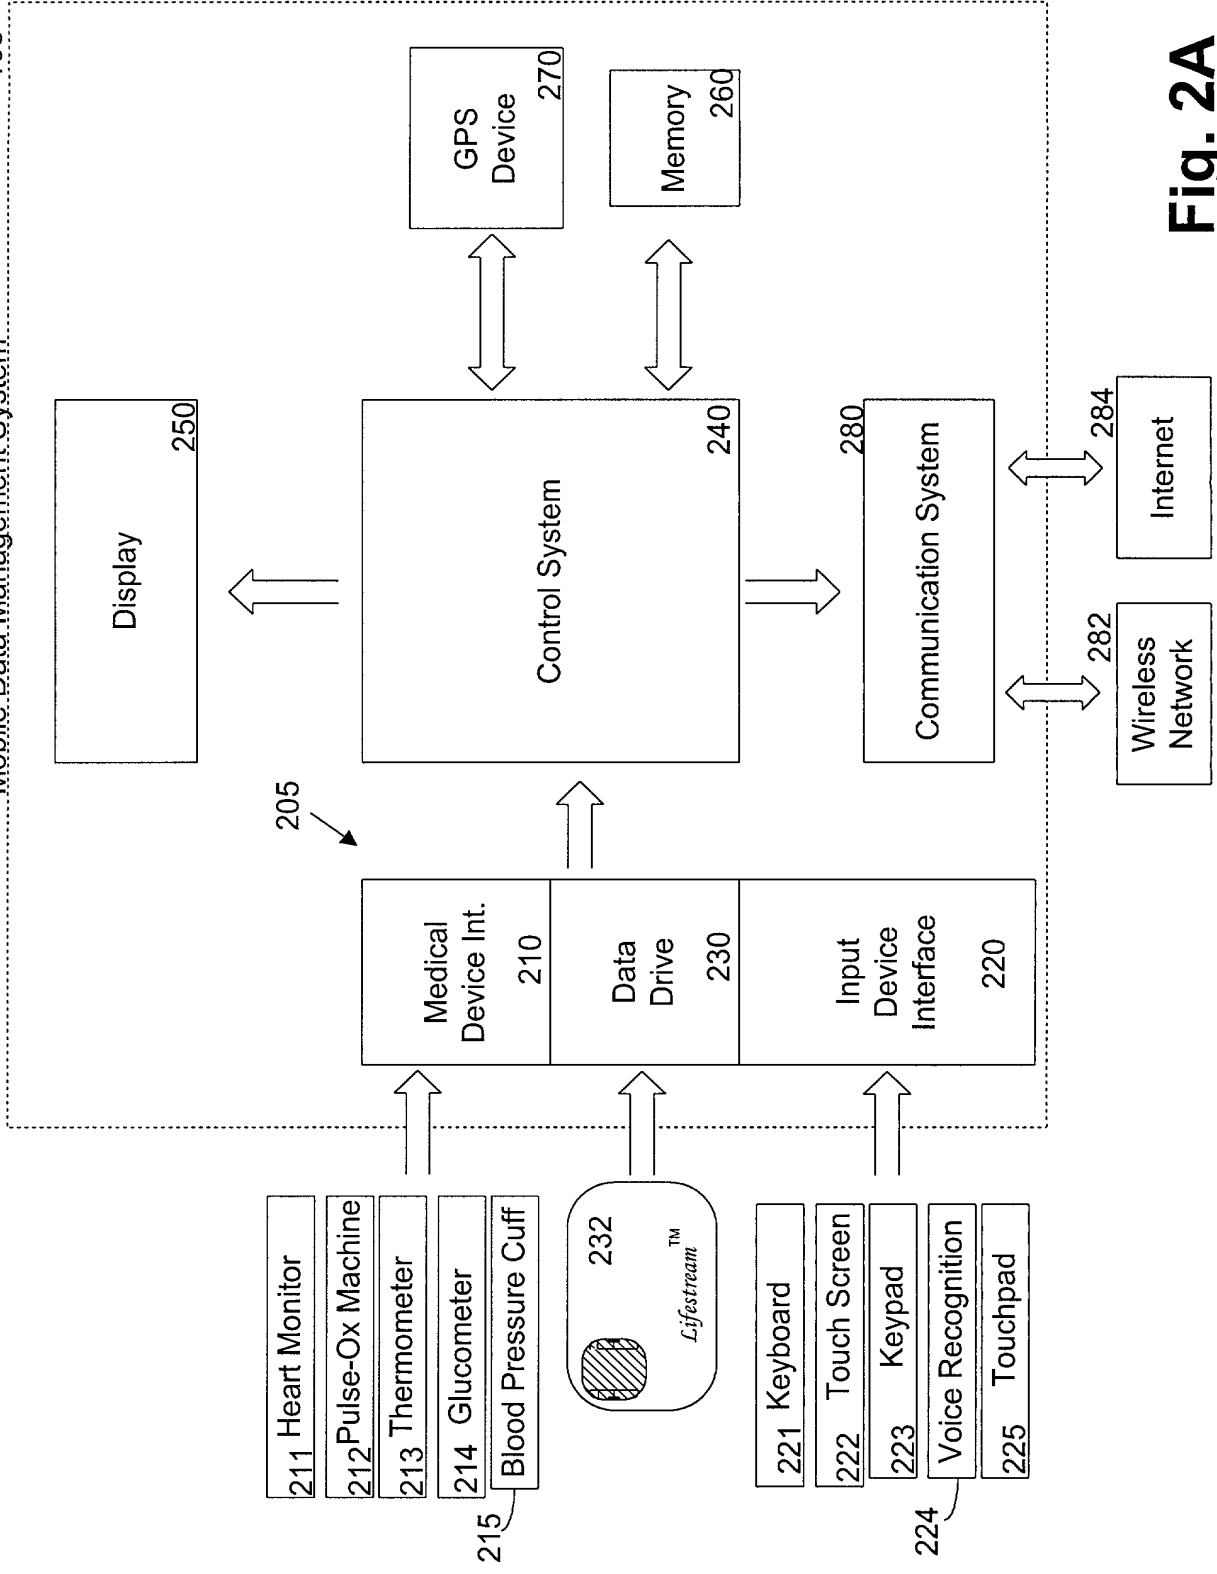 Mobile Data Management System
Display
250
GPS
Device
270
Memory
260
Control System
240
205
Medical
Device Int.
210
Data
Drive
230
Input
Device
Interface
220
280
Communication System
282
Wireless
Network
284
Internet
211 Heart Monitor
212 Pulse-Ox Machine
213 Thermometer
214 Glucometer
Blood Pressure Cuff
215
232
Lifestream™
221 Keyboard
222 Touch Screen
223 Keypad
Voice Recognition
224
225 Touchpad
Fig. 2A